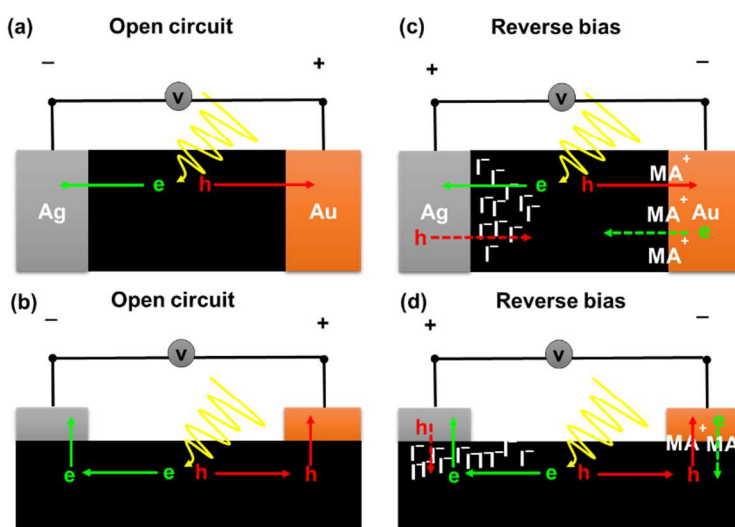 (a) Open circuit
− +
V
e h
Ag Au
(c) Reverse bias
+ −
V
I⁻ I⁻ I⁻ I⁻ I⁻ I⁻ I⁻ I⁻ I⁻ I⁻
e h MA⁺
Ag MA⁺ Au
h e
MA⁺
(b) Open circuit
− +
V
e e h h
(d) Reverse bias
+ −
V
h e
I⁻ I⁻ I⁻ I⁻ I⁻ I⁻ I⁻ I⁻ I⁻ MA⁺ MA
e e h h